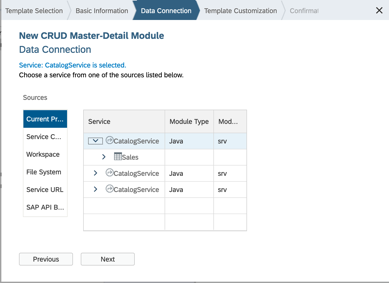 Template Selection
Basic Information
Data Connection
Template Customization
Confirmat
New CRUD Master-Detail Module
Data Connection
Service: CatalogService is selected.
Choose a service from one of the sources listed below.
Sources
Current Pr...
Service C...
Workspace
File System
Service URL
SAP API B...
Service Module Type Mod...
CatalogService Java srv
Sales
CatalogService Java srv
CatalogService Java srv
Previous
Next